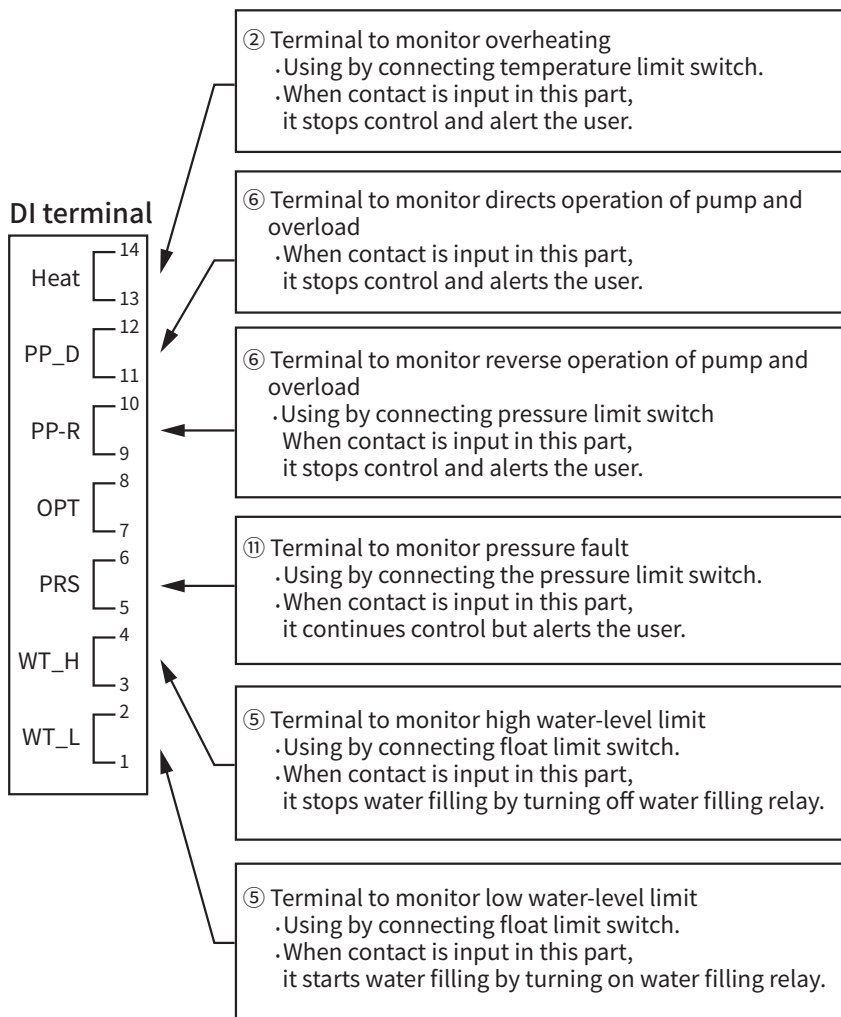 ② Terminal to monitor overheating
·Using by connecting temperature limit switch.
·When contact is input in this part,
it stops control and alert the user.
⑥ Terminal to monitor directs operation of pump and
overload
·When contact is input in this part,
it stops control and alerts the user.
⑥ Terminal to monitor reverse operation of pump and
overload
·Using by connecting pressure limit switch
When contact is input in this part,
it stops control and alerts the user.
⑪ Terminal to monitor pressure fault
·Using by connecting the pressure limit switch.
·When contact is input in this part,
it continues control but alerts the user.
⑤ Terminal to monitor high water-level limit
·Using by connecting float limit switch.
·When contact is input in this part,
it stops water filling by turning off water filling relay.
⑤ Terminal to monitor low water-level limit
·Using by connecting float limit switch.
·When contact is input in this part,
it starts water filling by turning on water filling relay.
DI terminal
14
Heat
13
12
PP_D
11
10
PP-R
9
8
OPT
7
6
PRS
5
4
WT_H
3
2
WT_L
1